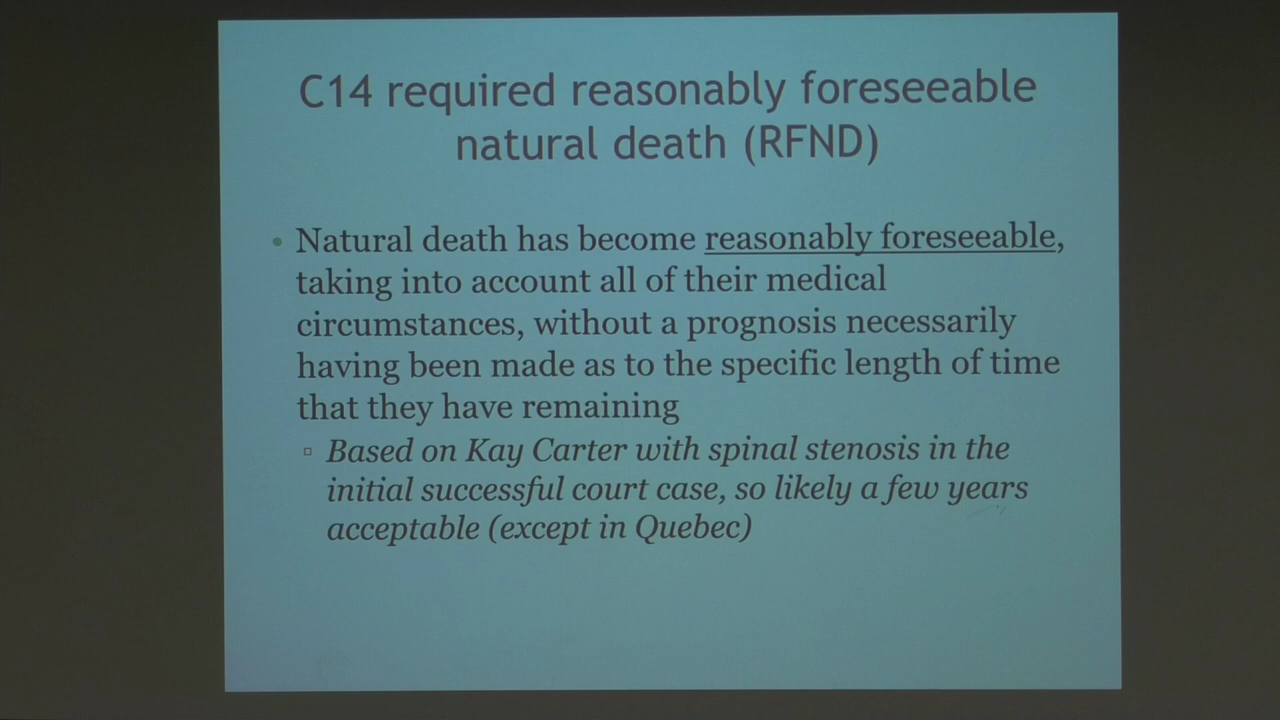 C14 required reasonably foreseeable
natural death (RFND)
• Natural death has become reasonably foreseeable,
taking into account all of their medical
circumstances, without a prognosis necessarily
having been made as to the specific length of time
that they have remaining
▫ Based on Kay Carter with spinal stenosis in the
initial successful court case, so likely a few years
acceptable (except in Quebec)